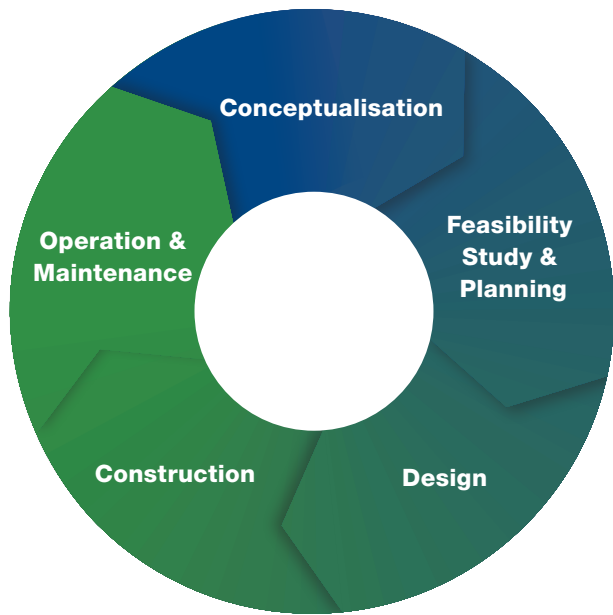 Conceptualisation
Feasibility
Study &
Planning
Design
Construction
Operation &
Maintenance